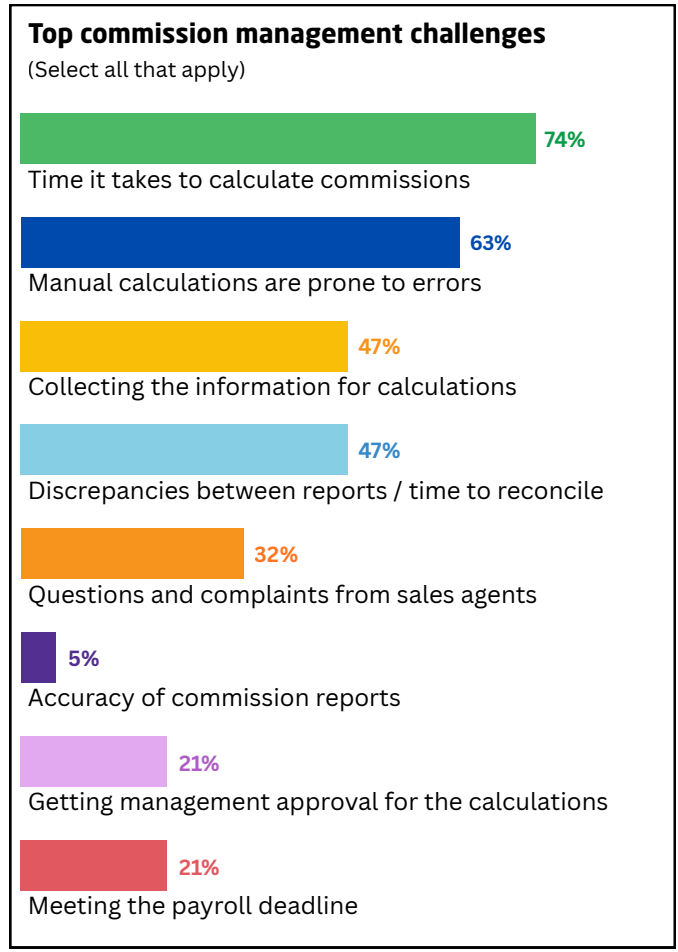 Top commission management challenges
(Select all that apply)
74%
Time it takes to calculate commissions
63%
Manual calculations are prone to errors
47%
Collecting the information for calculations
47%
Discrepancies between reports / time to reconcile
32%
Questions and complaints from sales agents
5%
Accuracy of commission reports
21%
Getting management approval for the calculations
21%
Meeting the payroll deadline